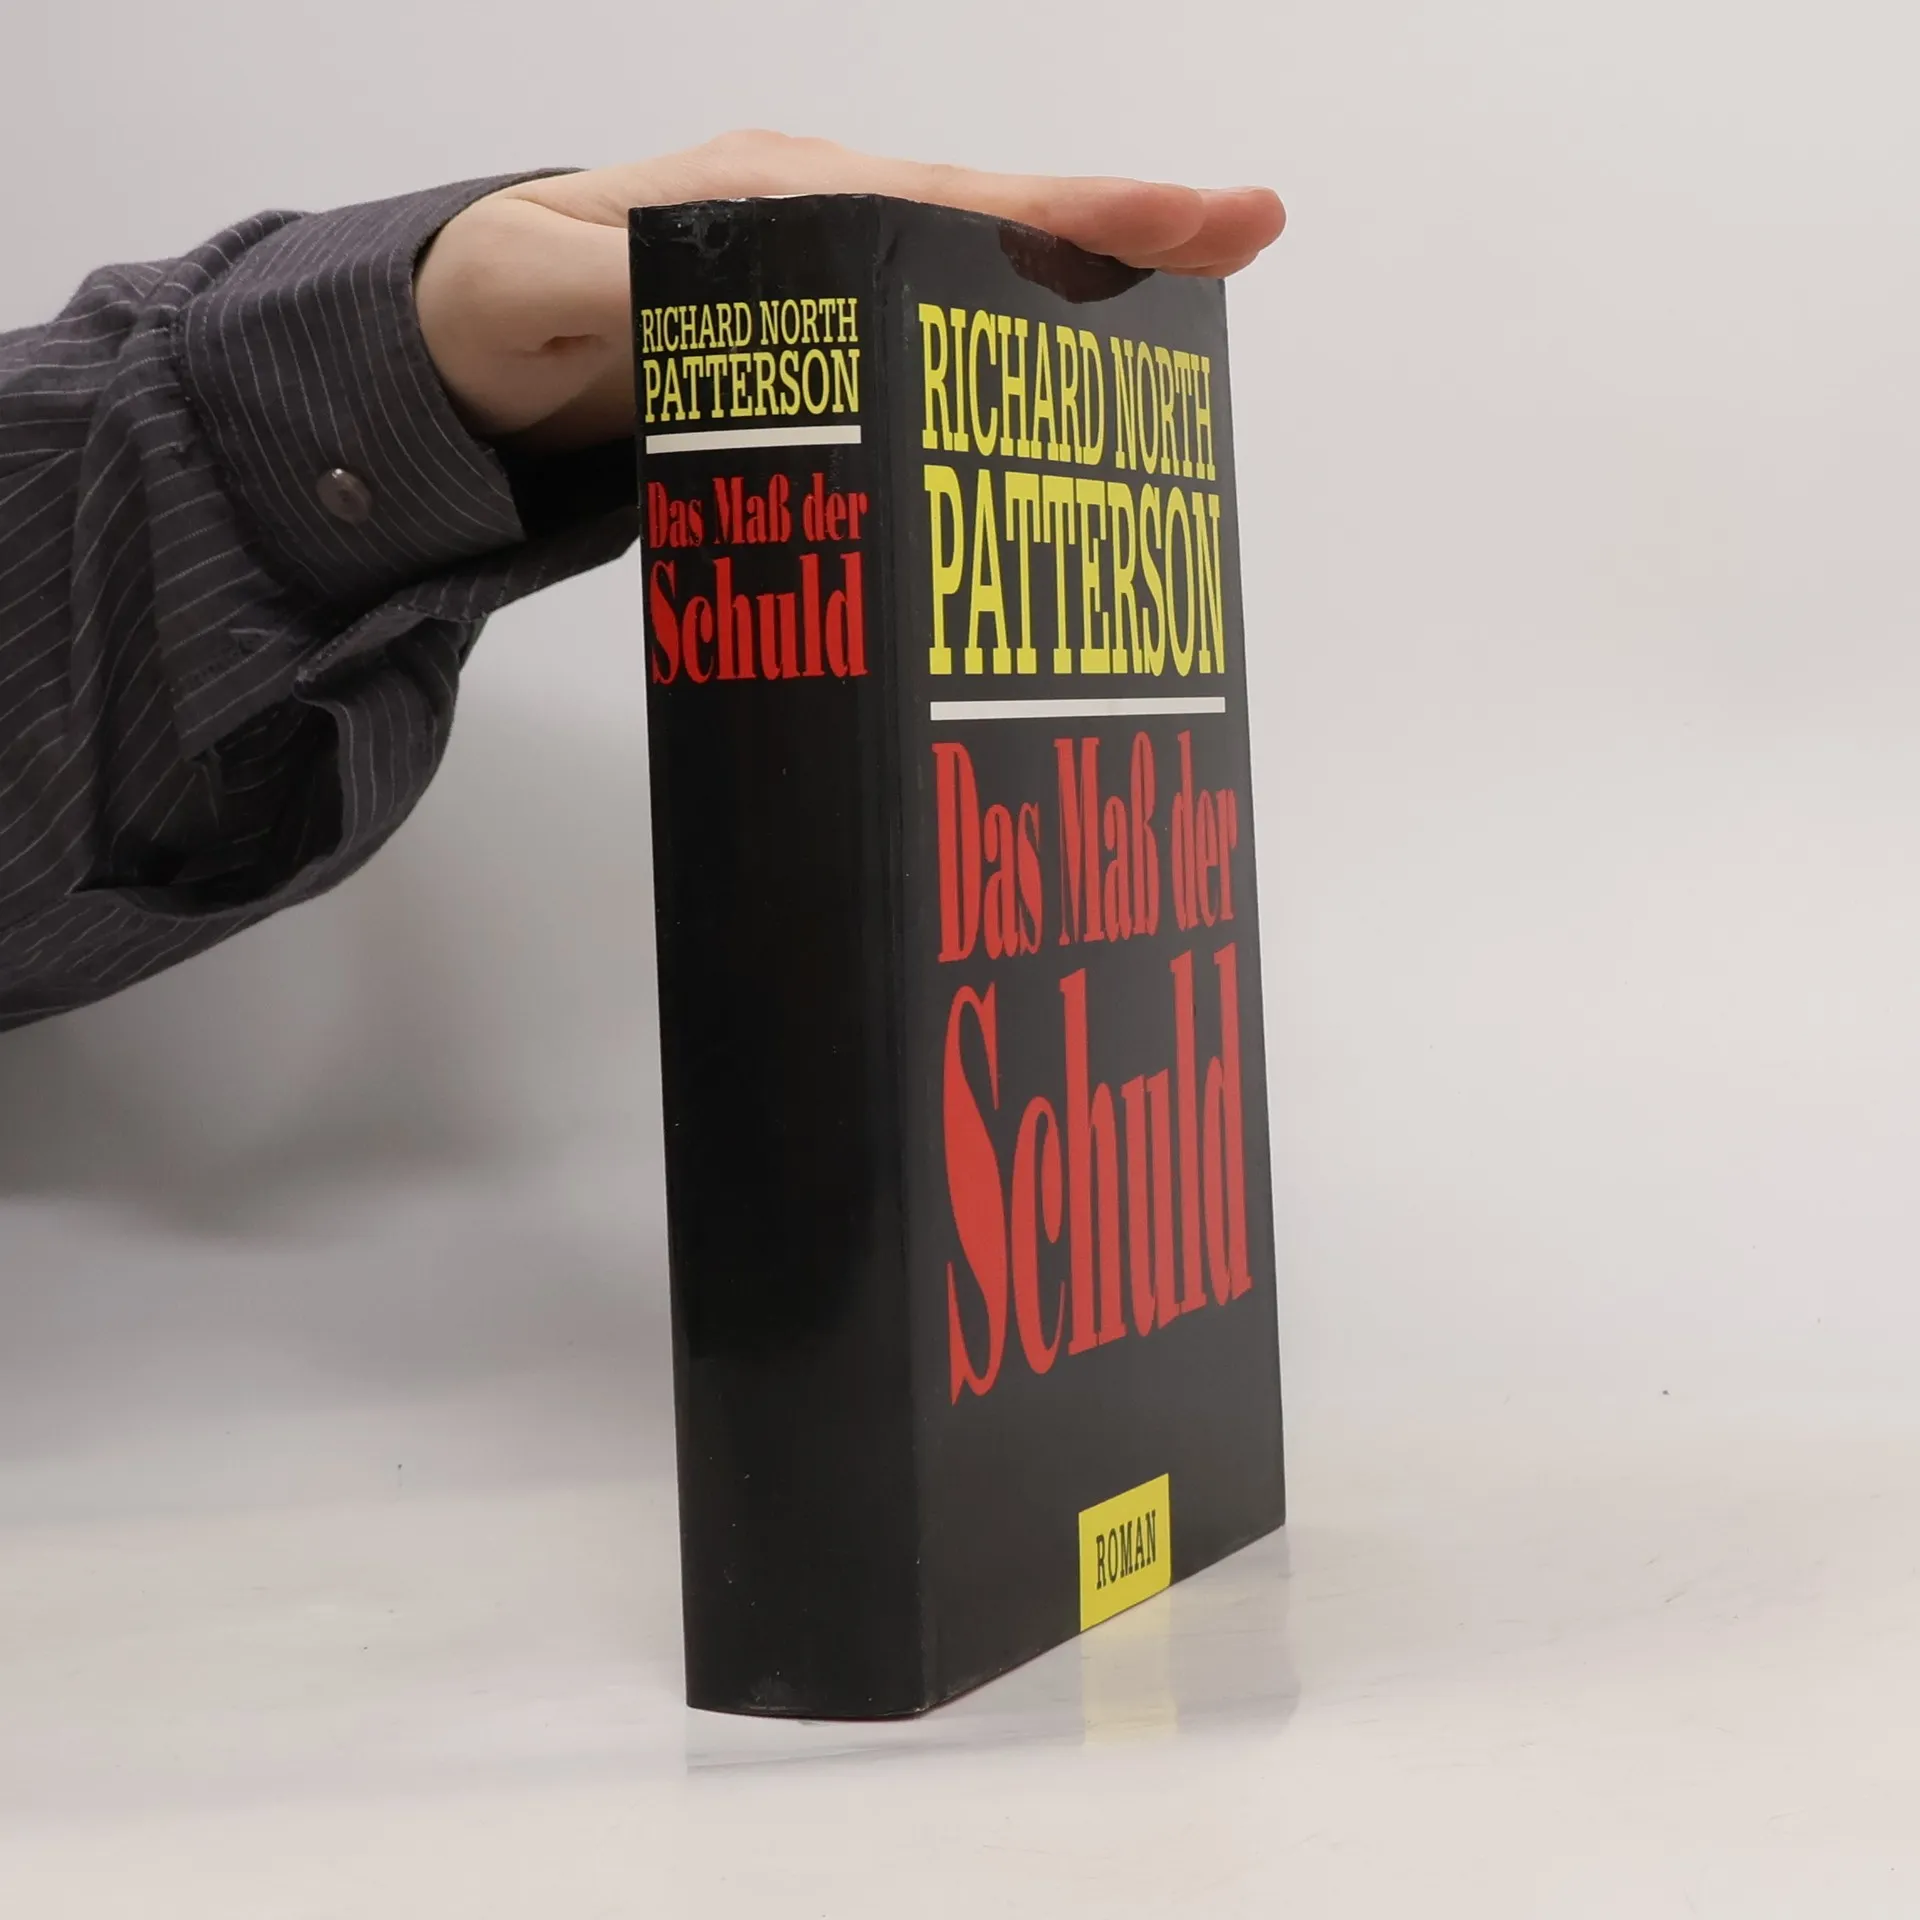 RICHARD NORTH
PATTERSON
Das Maß der
Schuld
RICHARD NORTH
PATTERSON
Das Maß der
Schuld
ROMAN